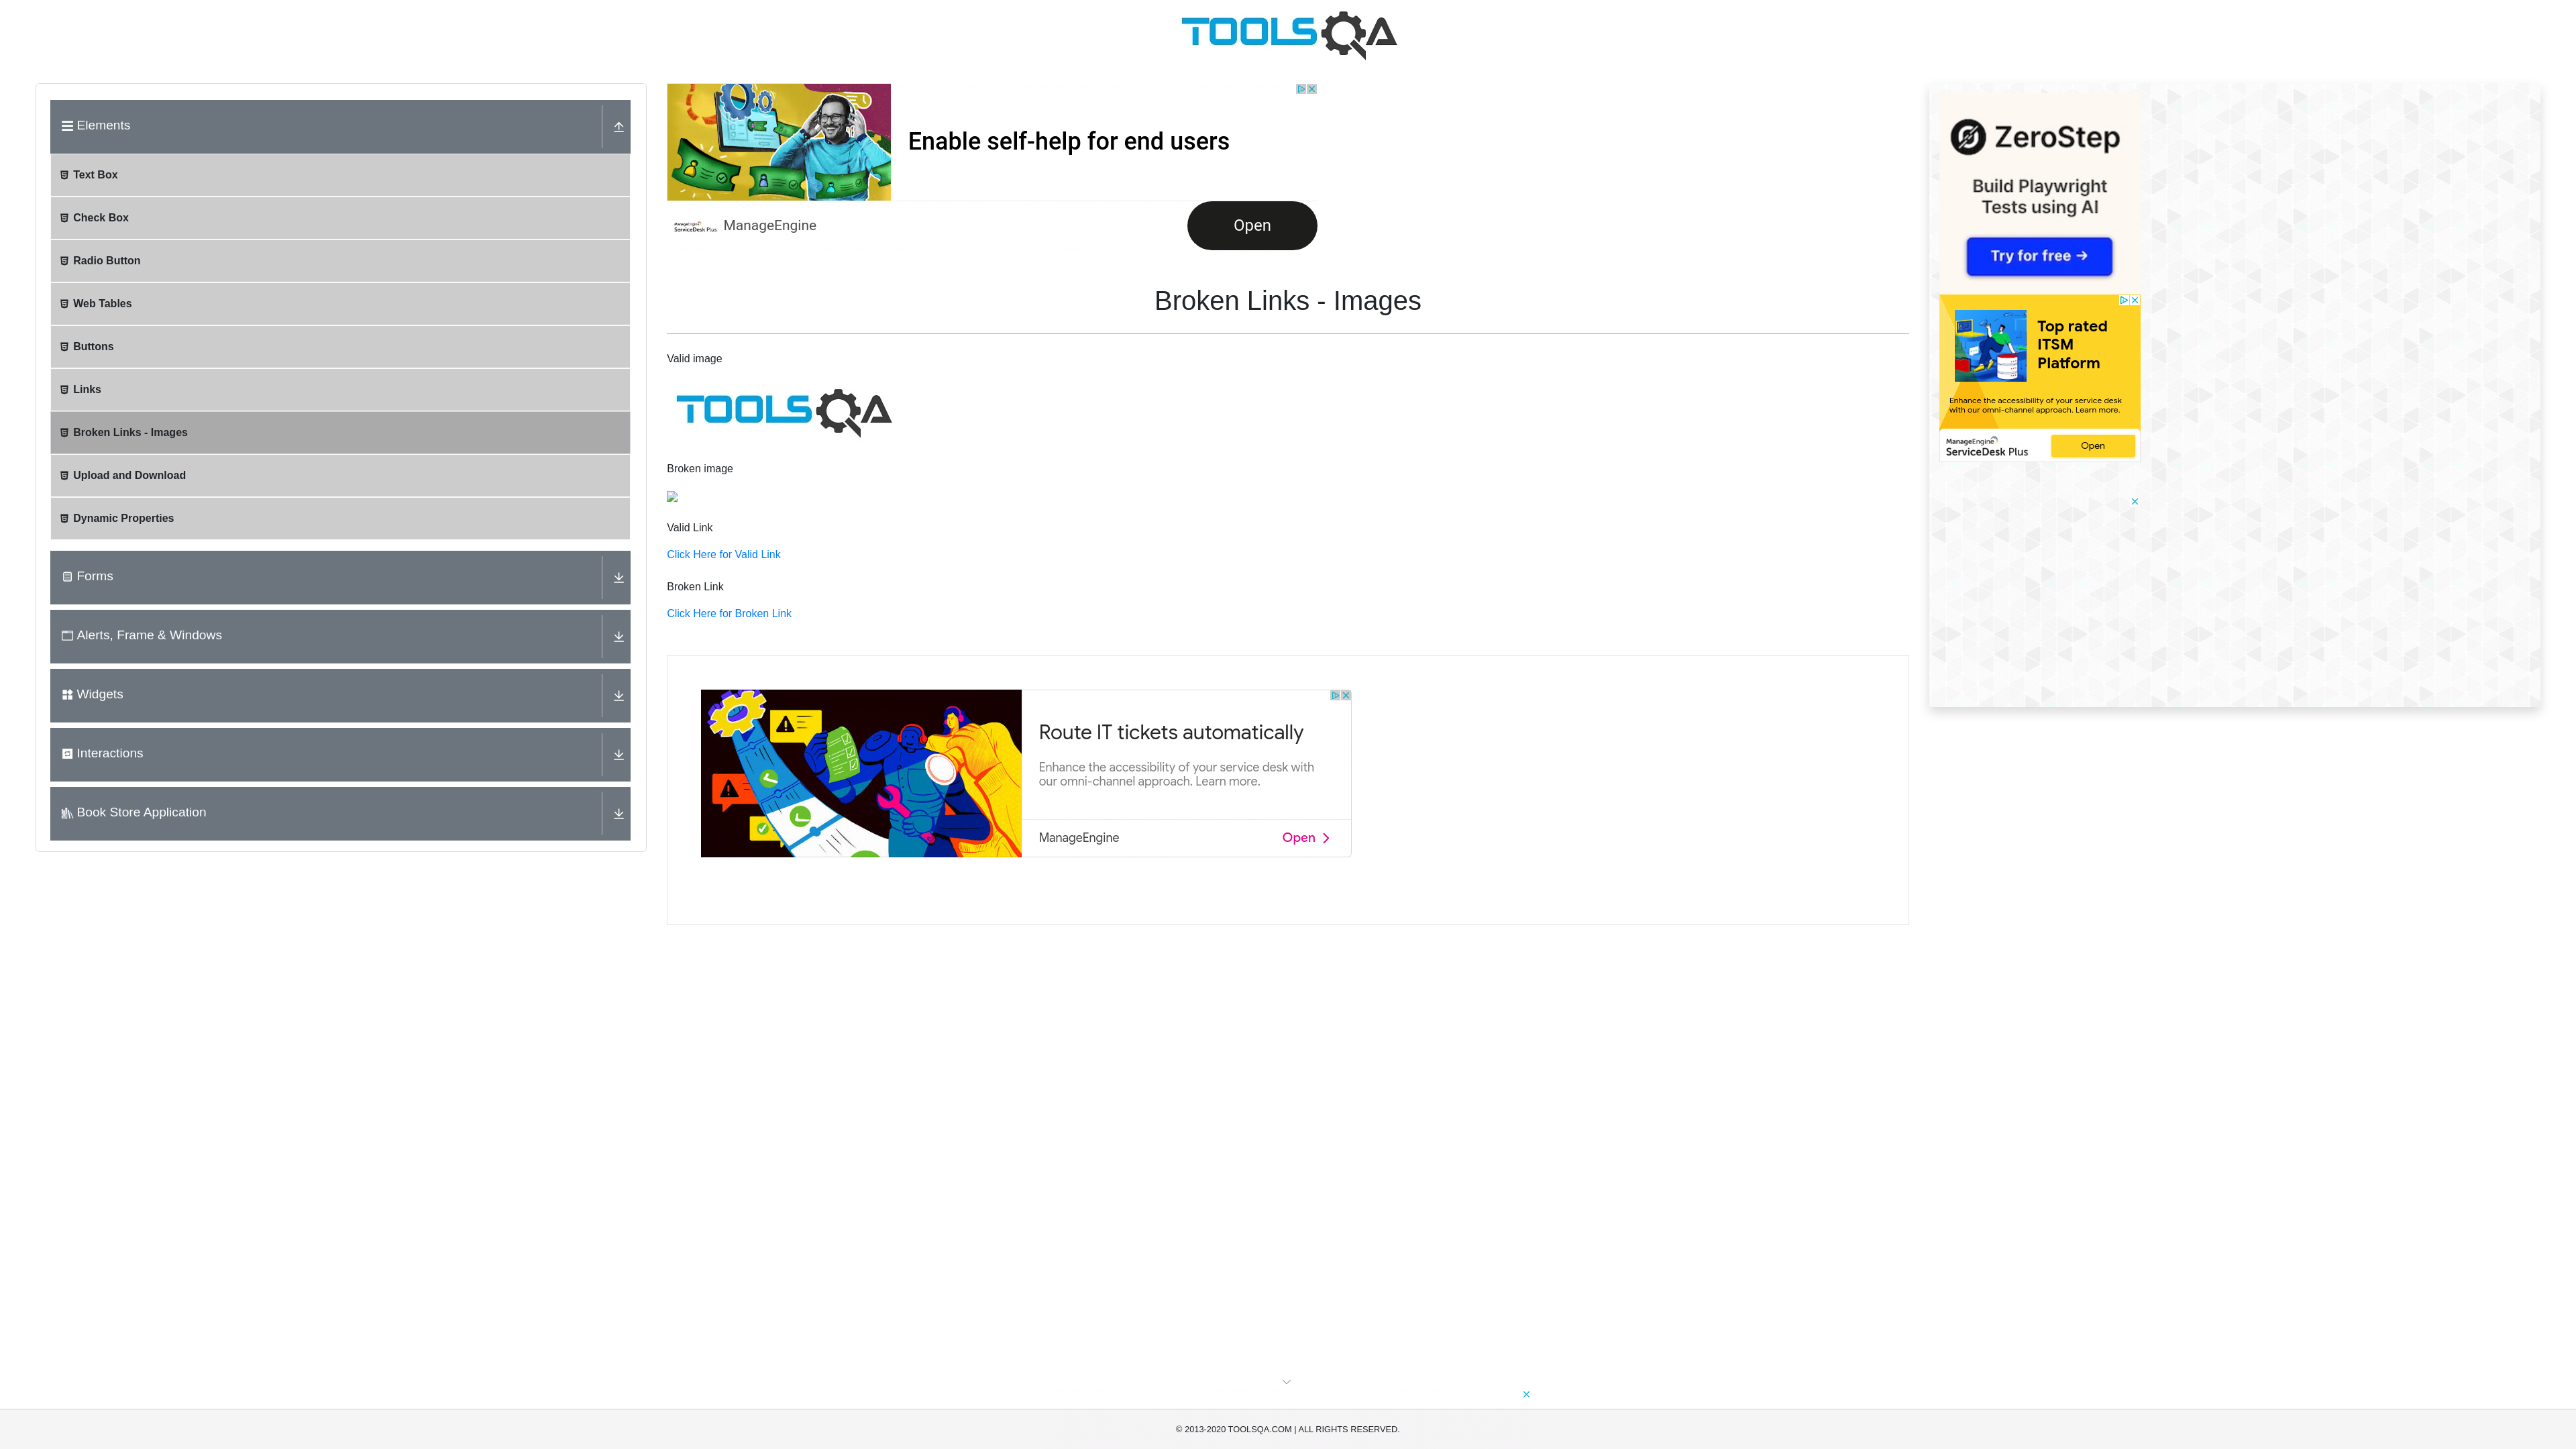 TOOLSQA
Elements
Text Box
Check Box
Radio Button
Web Tables
Buttons
Links
Broken Links - Images
Upload and Download
Dynamic Properties
Forms
Alerts, Frame & Windows
Widgets
Interactions
Book Store Application
Enable self-help for end users
ManageEngine
ServiceDesk Plus
ManageEngine
Open
Broken Links - Images
Valid image
TOOLSQA
Broken image
Valid Link
Click Here for Valid Link
Broken Link
Click Here for Broken Link
Route IT tickets automatically
Enhance the accessibility of your service desk with
our omni-channel approach. Learn more.
ManageEngine
Open
ZeroStep
Build Playwright
Tests using AI
Try for free →
Top rated
ITSM
Platform
Enhance the accessibility of your service desk
with our omni-channel approach. Learn more.
ManageEngine
ServiceDesk Plus
Open
© 2013-2020 TOOLSQA.COM | ALL RIGHTS RESERVED.